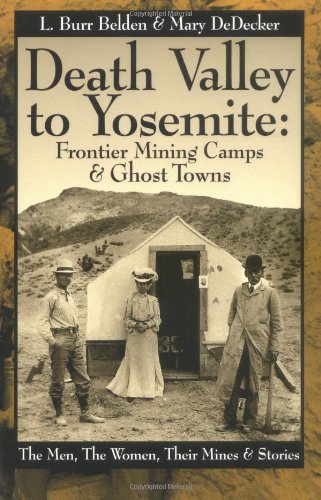 L. Burr Belden & Mary DeDecker
Death Valley
to Yosemite:
Frontier Mining Camps
& Ghost Towns
The Men, The Women, Their Mines & Stories